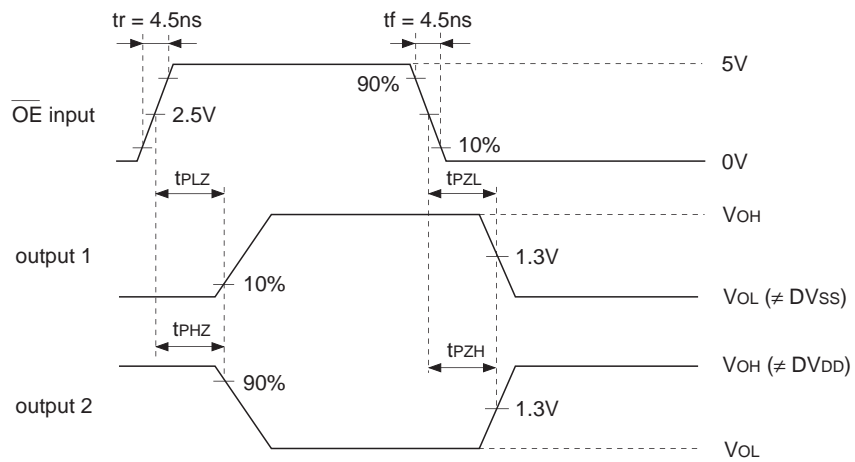 tr = 4.5ns
tf = 4.5ns
5V
90%
OE input
2.5V
10%
0V
tPLZ
tPZL
VOH
output 1
1.3V
10%
VOL (≠ DVSS)
tPHZ
tPZH
VOH (≠ DVDD)
90%
output 2
1.3V
VOL